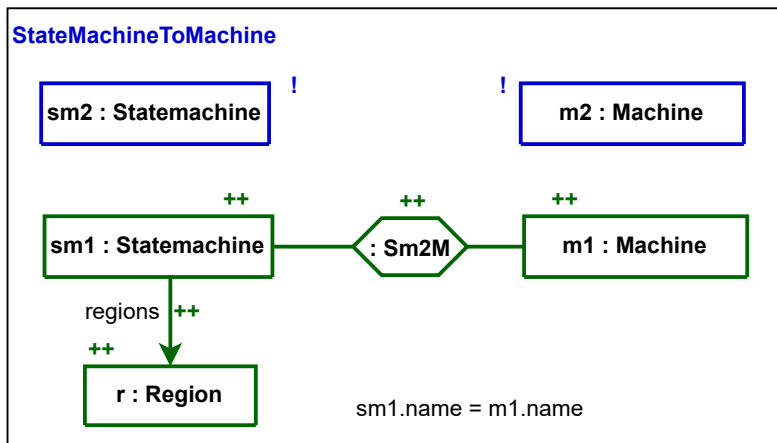 StateMachineToMachine
! !
sm2 : Statemachine m2 : Machine
++ ++ ++
sm1 : Statemachine : Sm2M m1 : Machine
regions ++
++
r : Region
sm1.name = m1.name